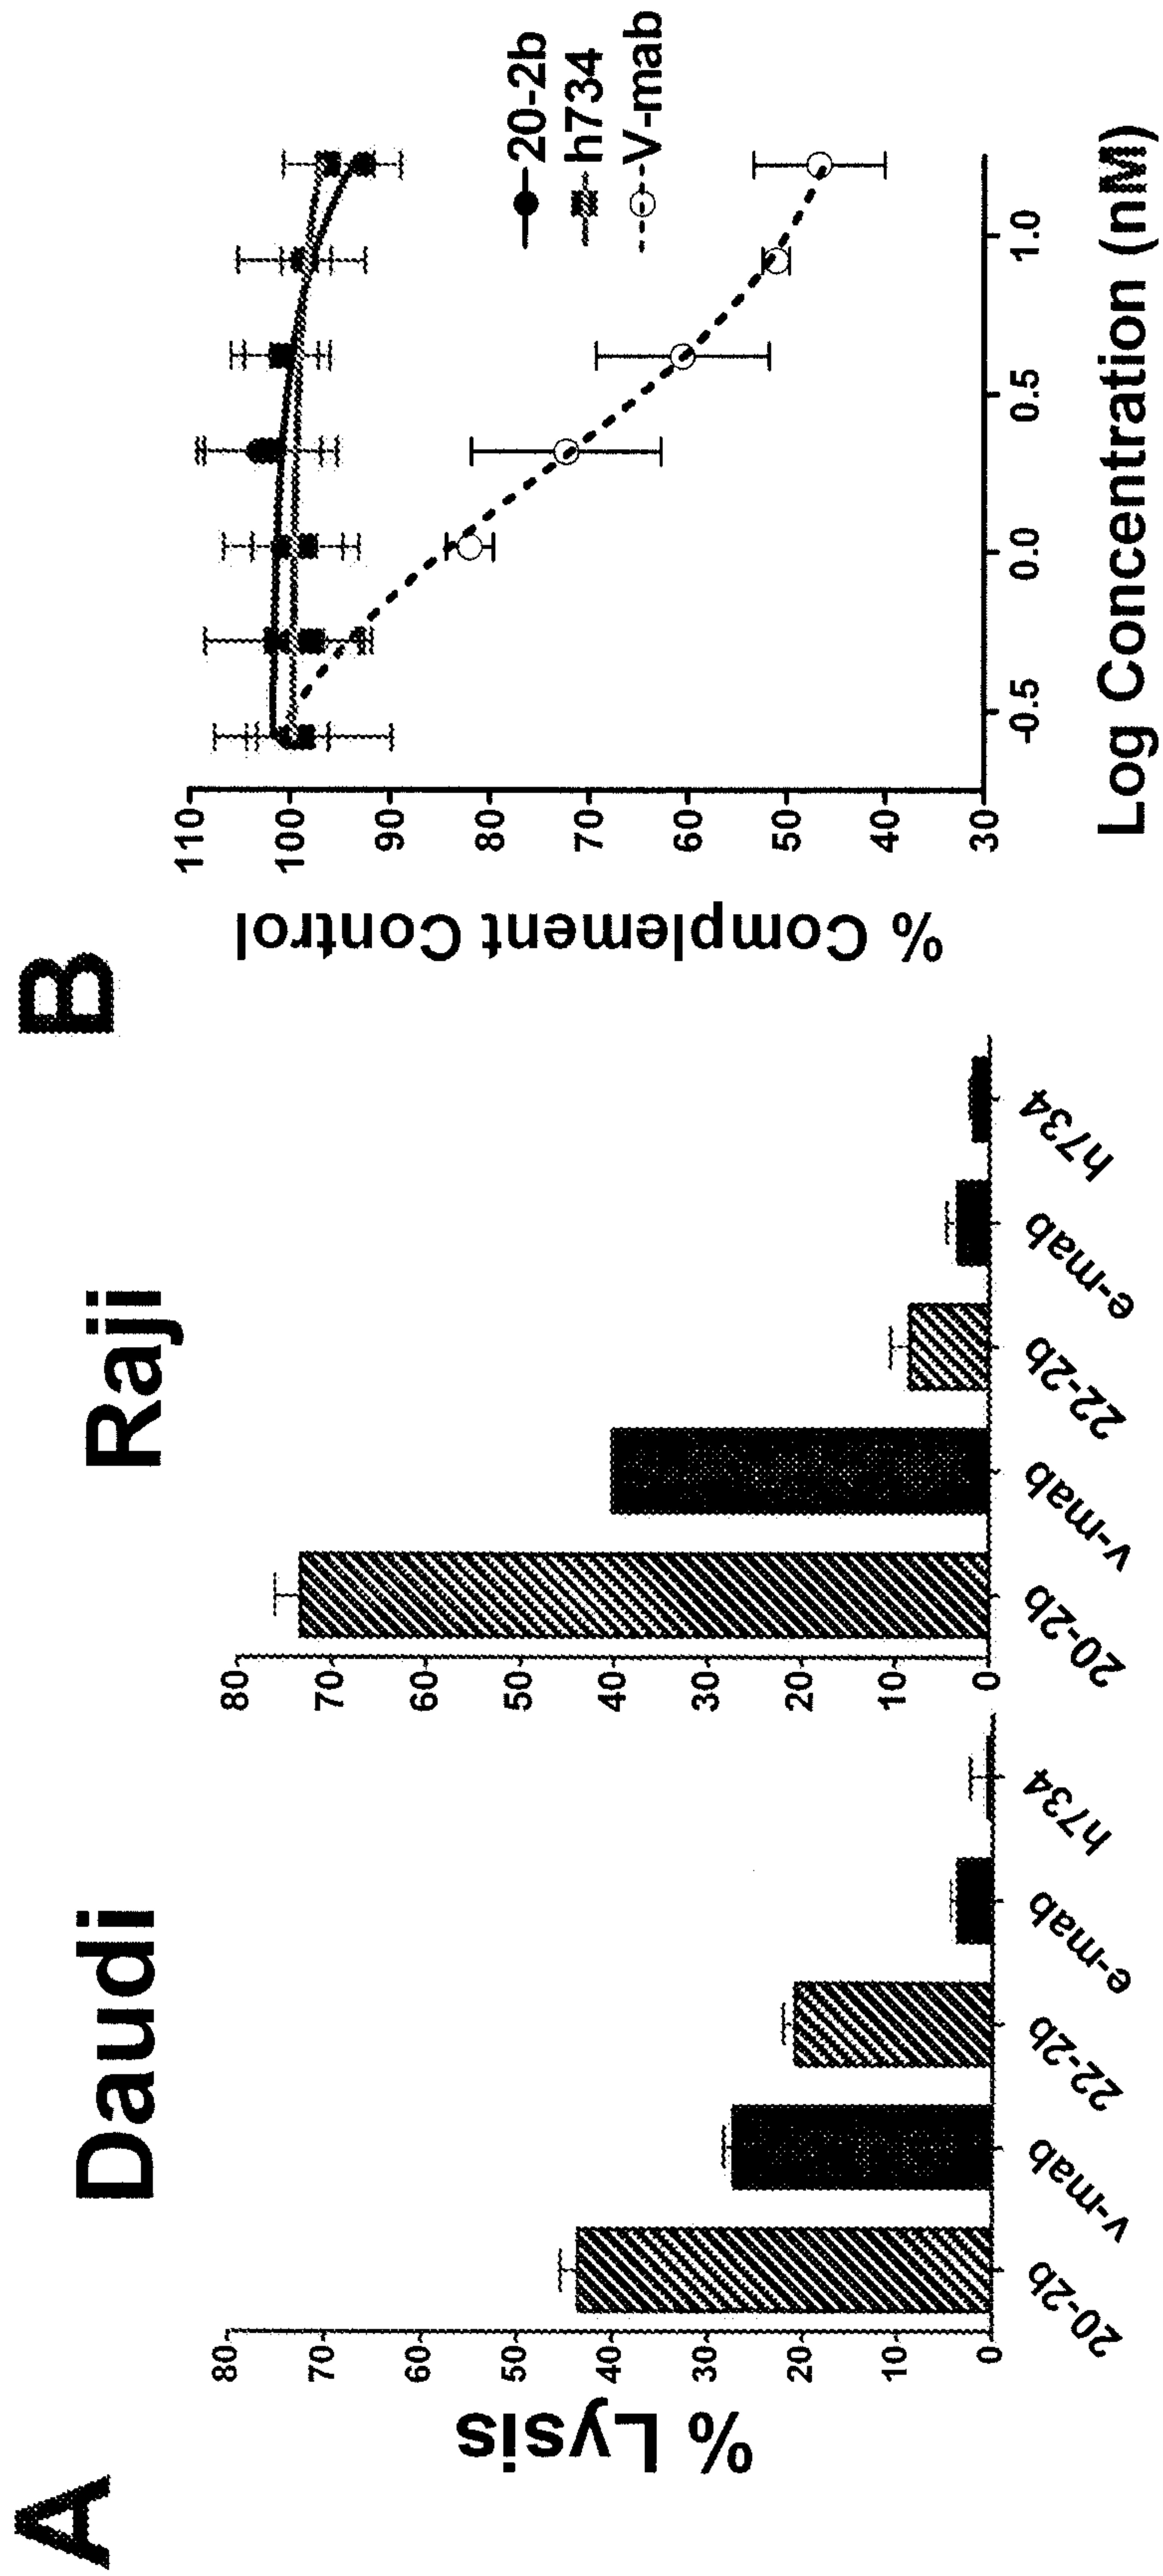 A
Daudi
% Lysis
80
70
60
50
40
30
20
10
0
20-2b
v-mab
22-2b
e-mab
h734
Raji
80
70
60
50
40
30
20
10
0
20-2b
v-mab
22-2b
e-mab
h734
B
% Complement Control
110
100
90
80
70
60
50
40
30
20-2b
h734
V-mab
-0.5
0.0
0.5
1.0
Log Concentration (nM)